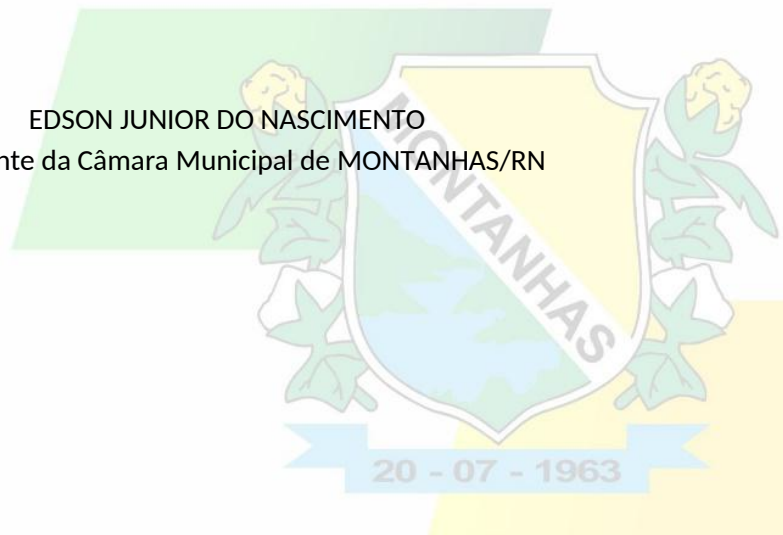 EDSON JUNIOR DO NASCIMENTO
nte da Câmara Municipal de MONTANHAS/RN
MONTANHAS
20 - 07 - 1963